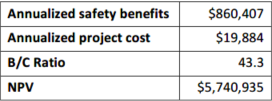 Annualized safety benefits $860,407
Annualized project cost $19,884
B/C Ratio 43.3
NPV $5,740,935